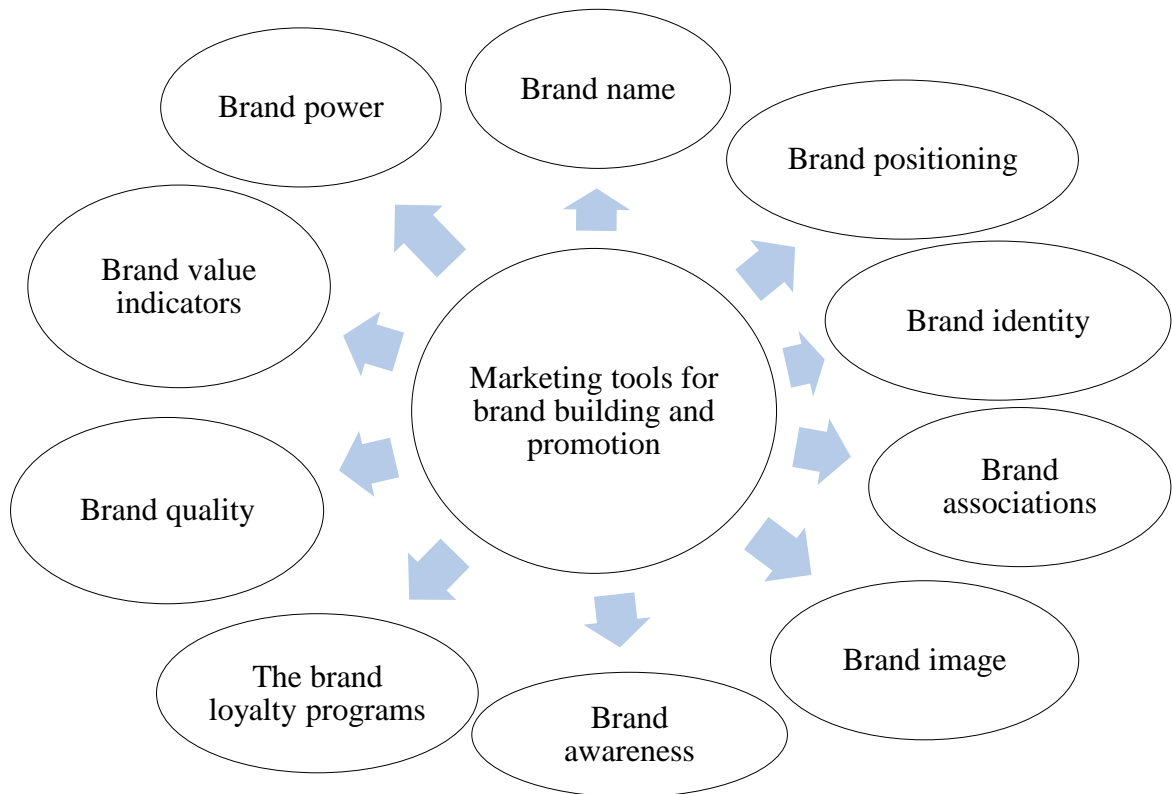 Brand name
Brand power
Brand positioning
Brand value
indicators
Brand identity
Marketing tools for
brand building and
promotion
Brand
associations
Brand quality
Brand image
The brand
loyalty programs
Brand
awareness